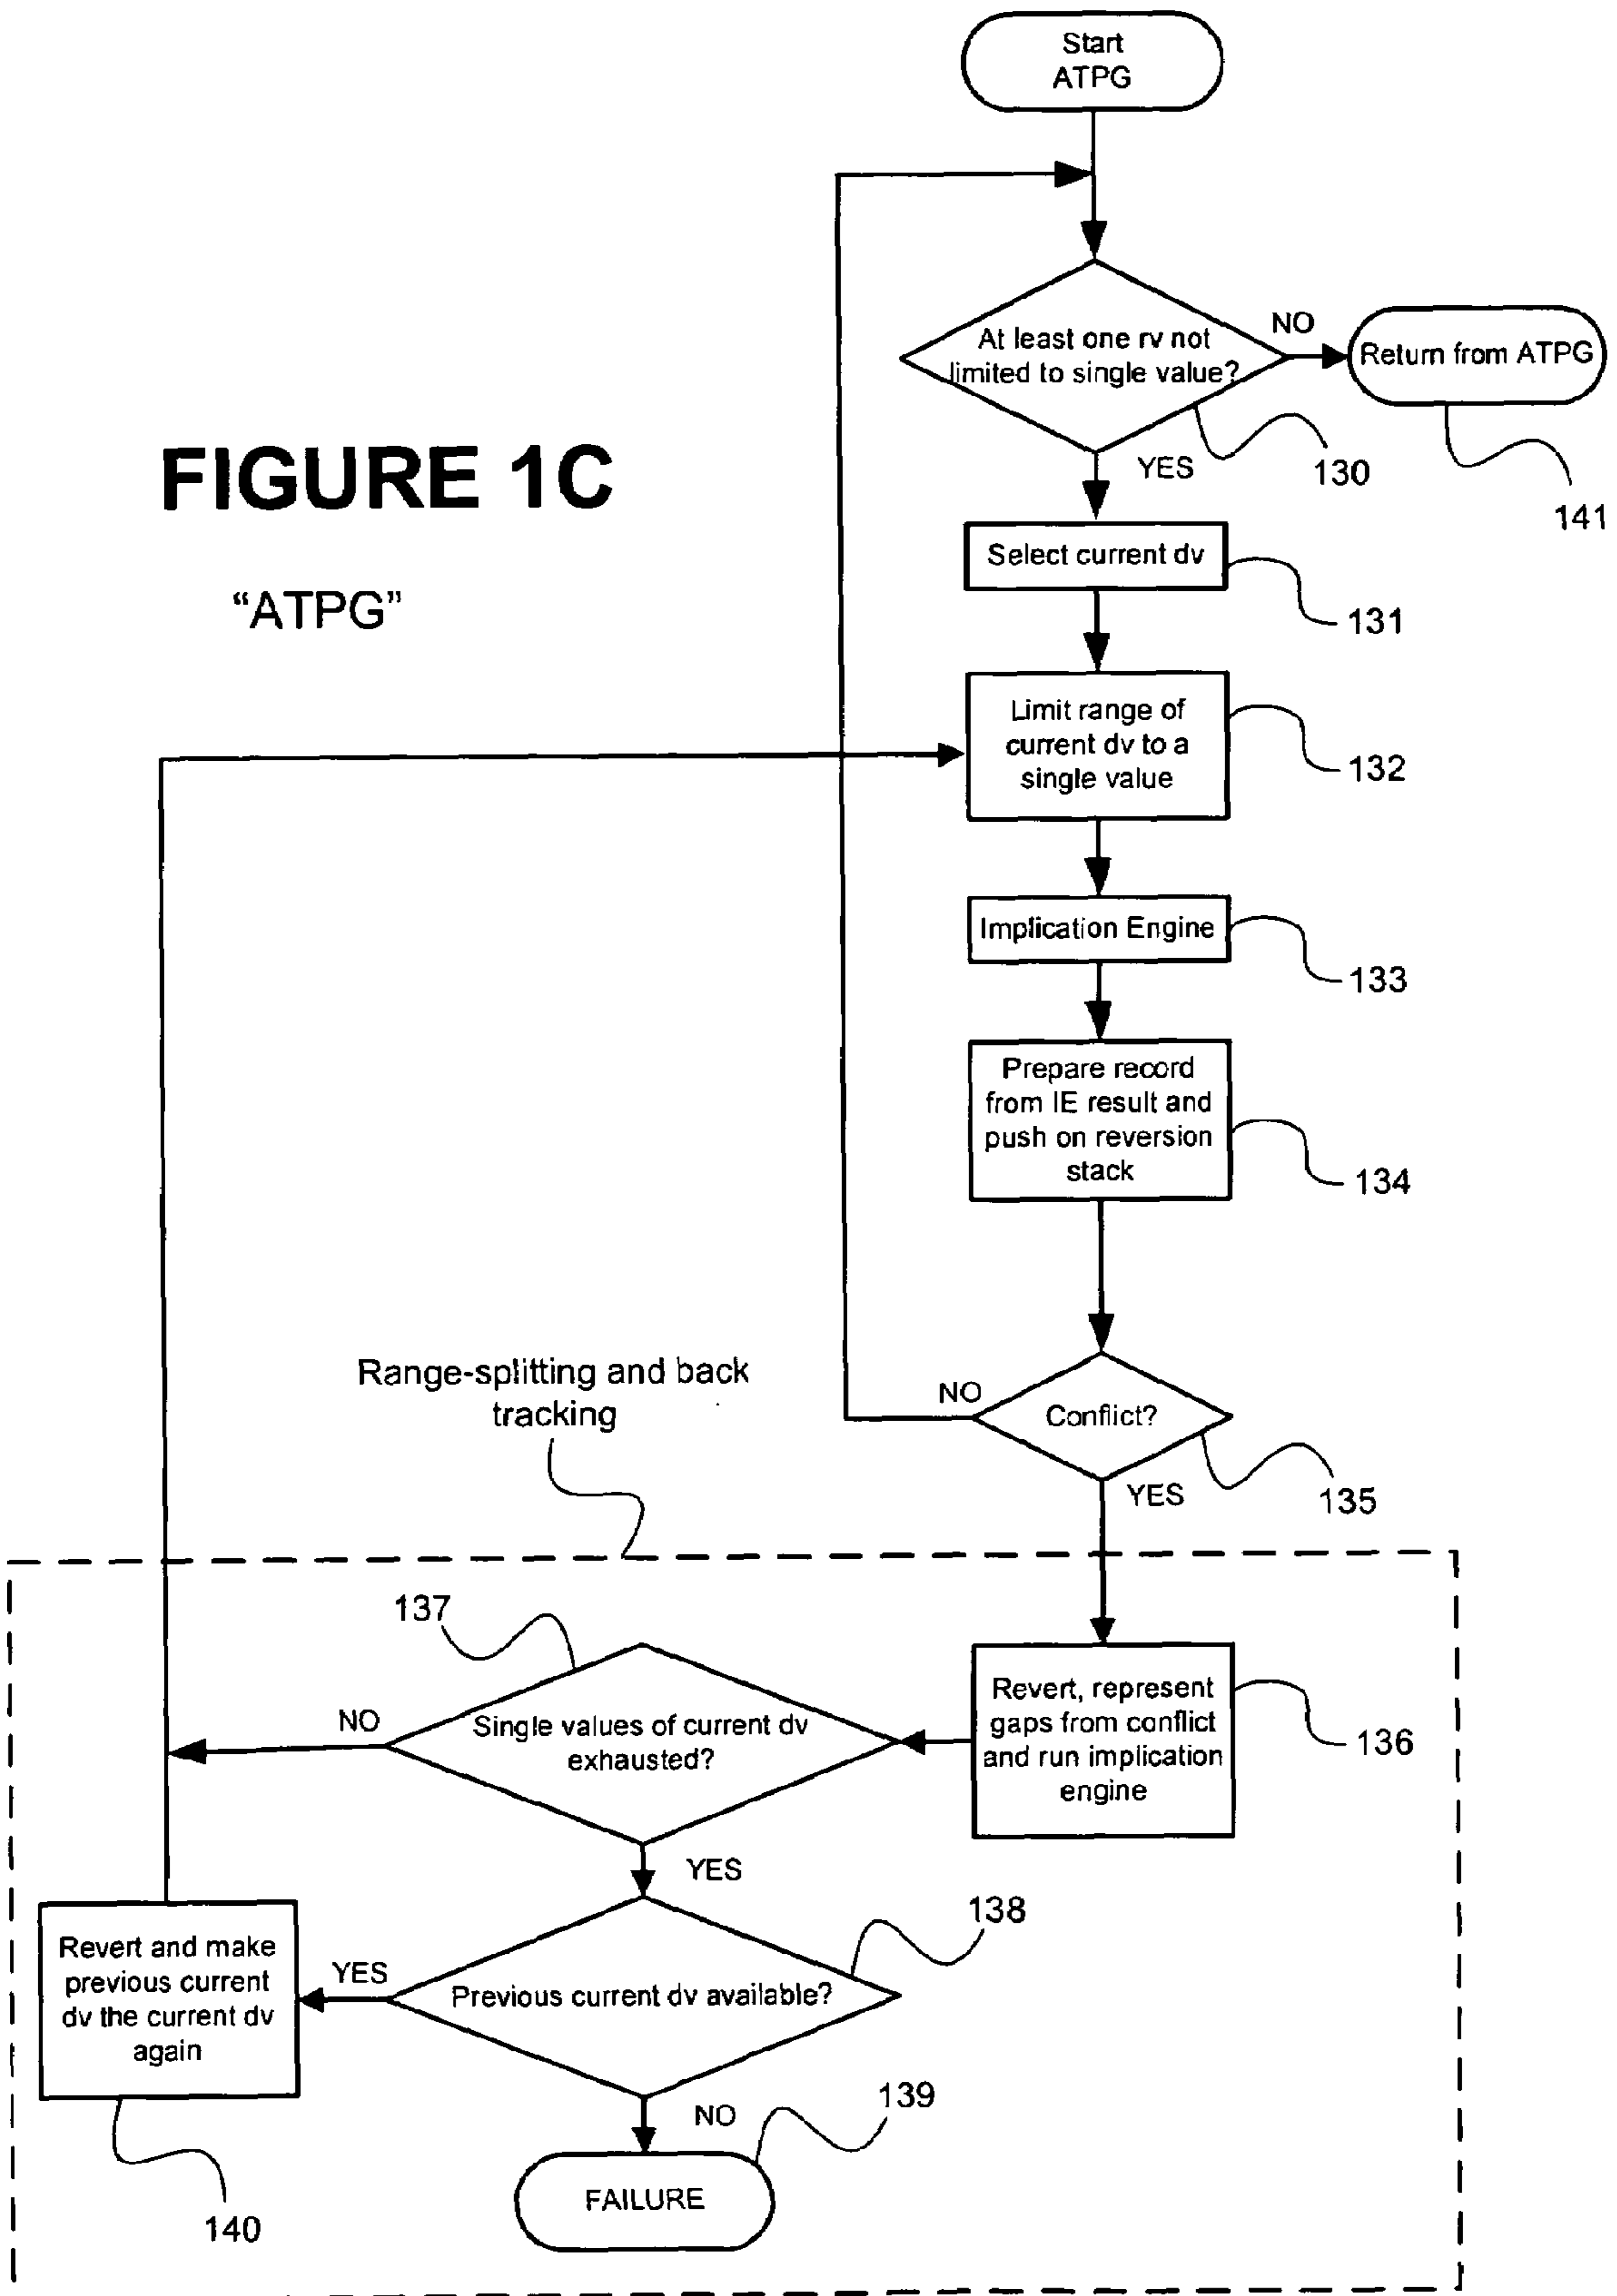 Start
ATPG
At least one rv not
limited to single value?
NO
Return from ATPG
YES
130
141
FIGURE 1C
“ATPG”
Select current dv
131
Limit range of
current dv to a
single value
132
Implication Engine
133
Prepare record
from IE result and
push on reversion
stack
134
Range-splitting and back
tracking
NO
Conflict?
YES
135
137
NO
Single values of current dv
exhausted?
Revert, represent
gaps from conflict
and run implication
engine
136
YES
138
Revert and make
previous current
dv the current dv
again
YES
Previous current dv available?
NO
139
FAILURE
140